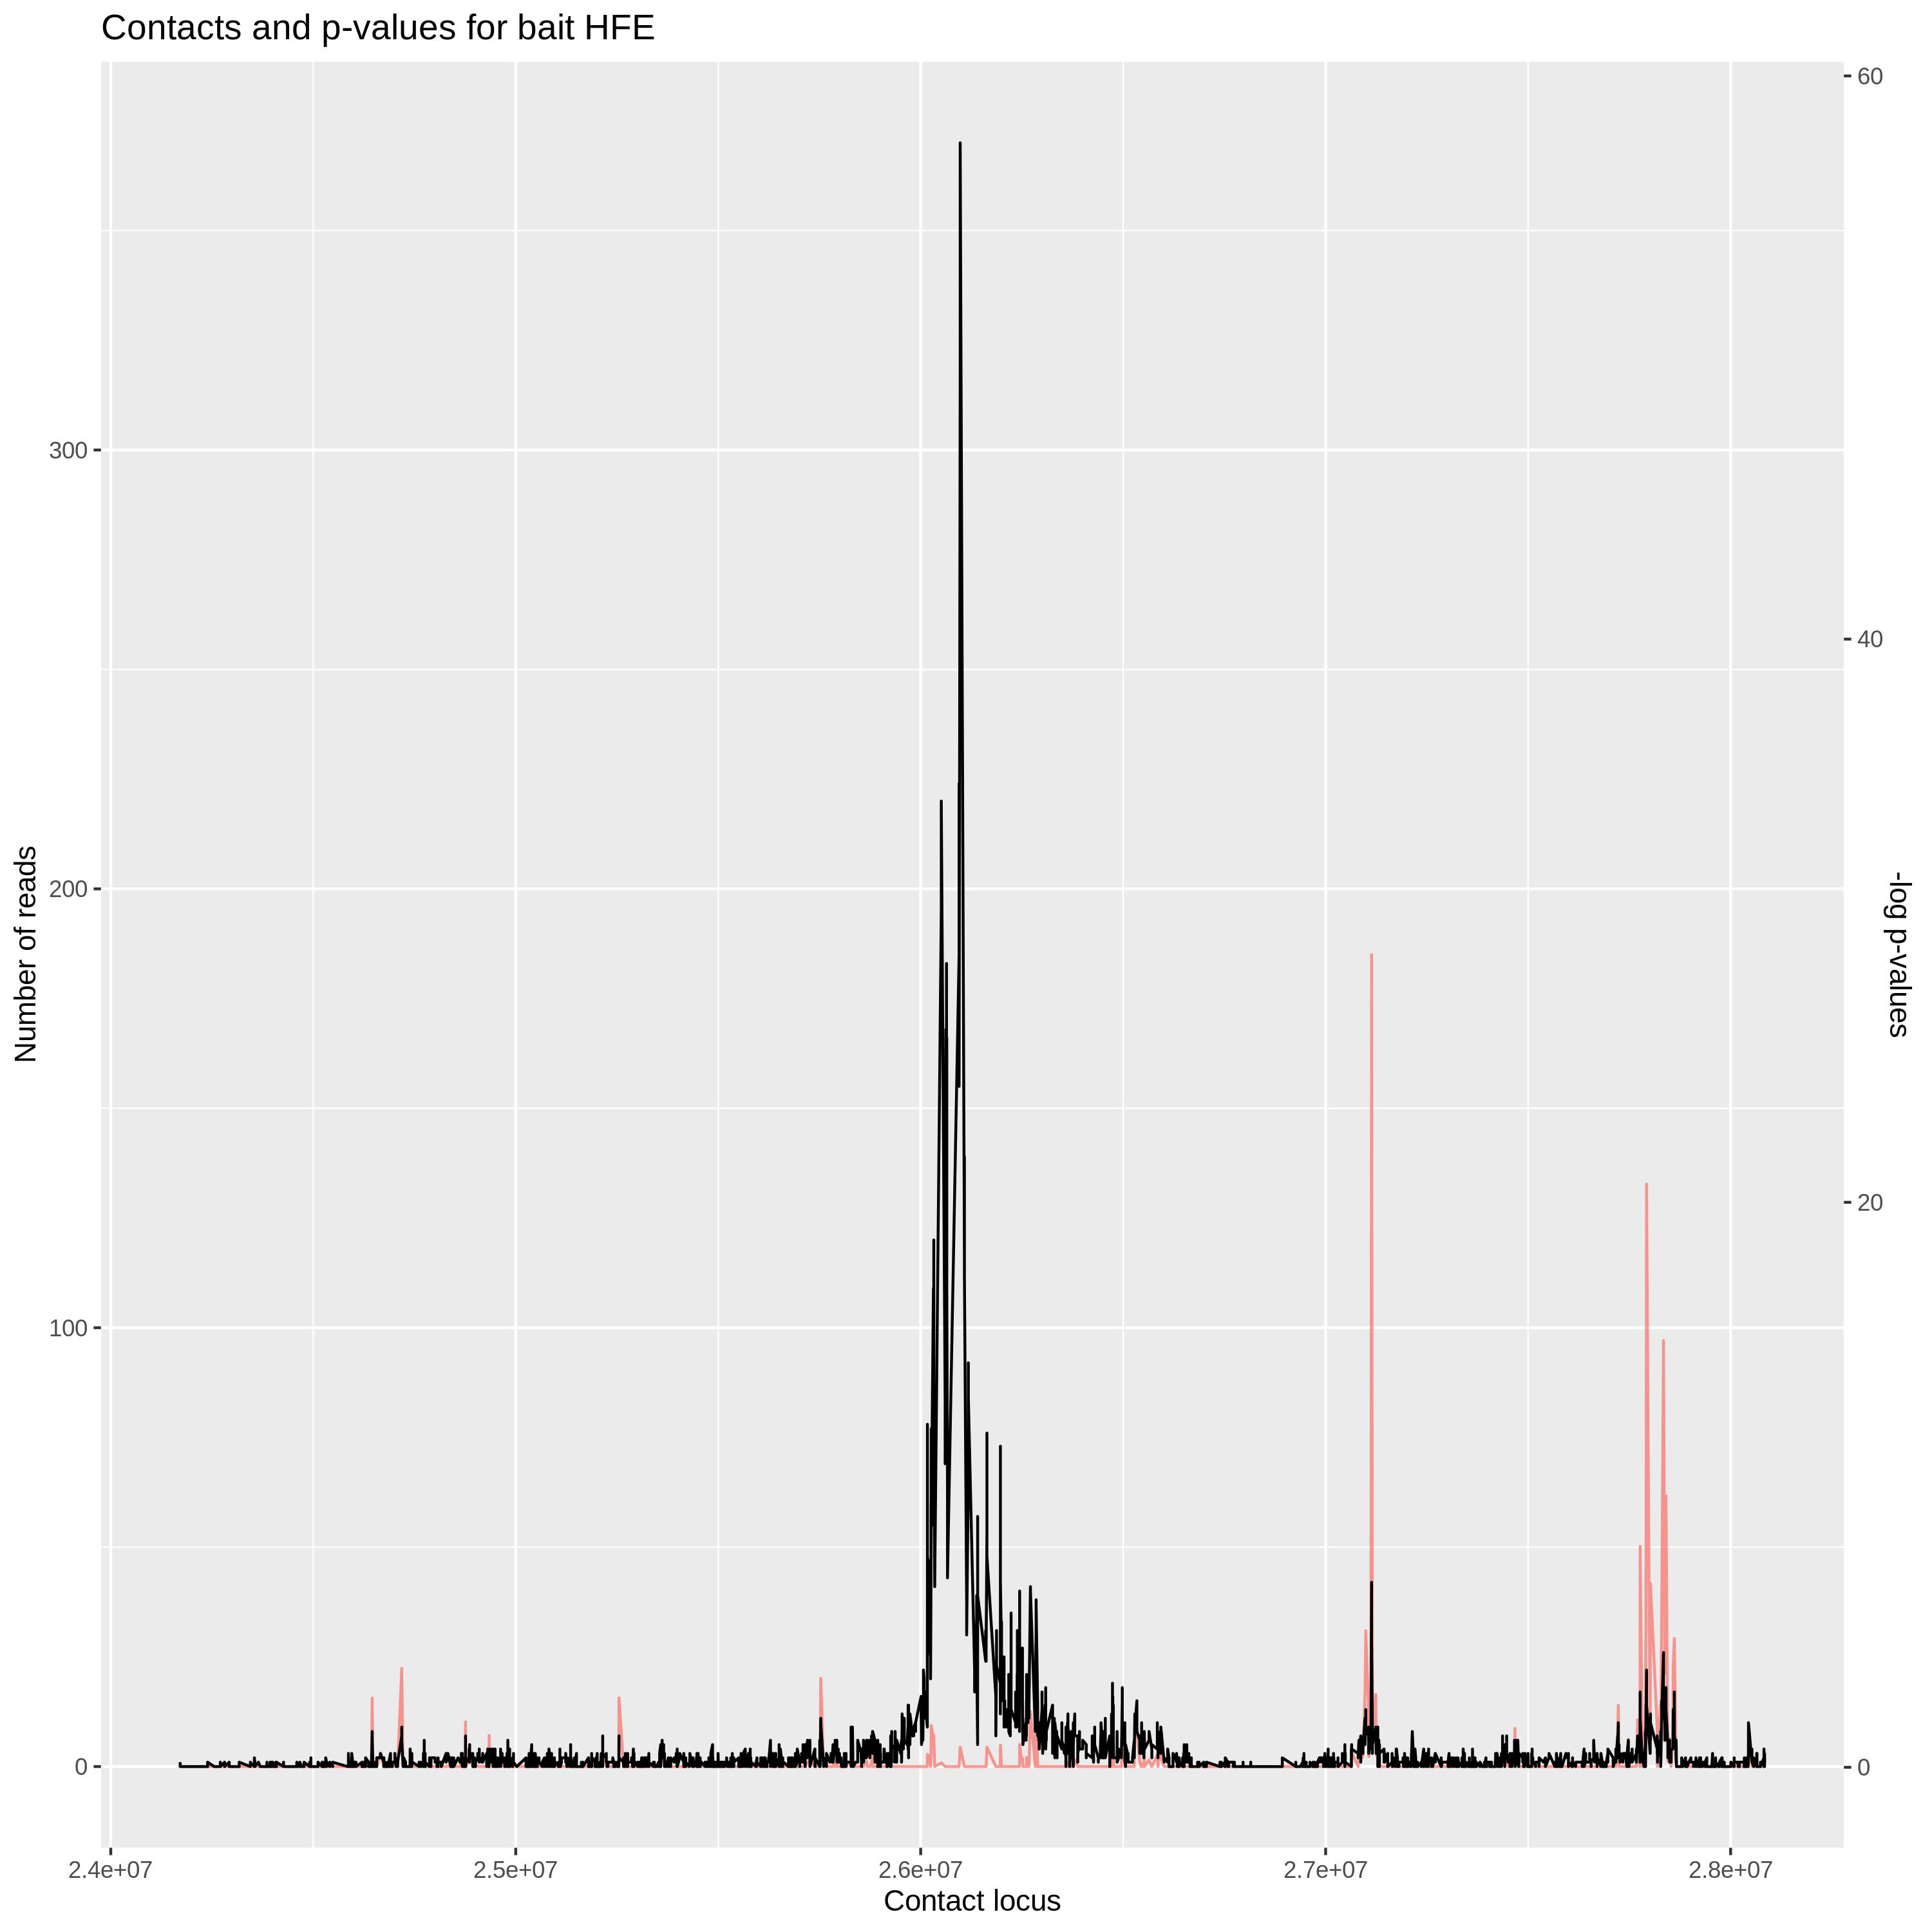 Contacts and p-values for bait HFE
60
300
40
Number of reads
-log p-values
200
20
100
0
0
2.4e+07 2.5e+07 2.6e+07 2.7e+07 2.8e+07
Contact locus